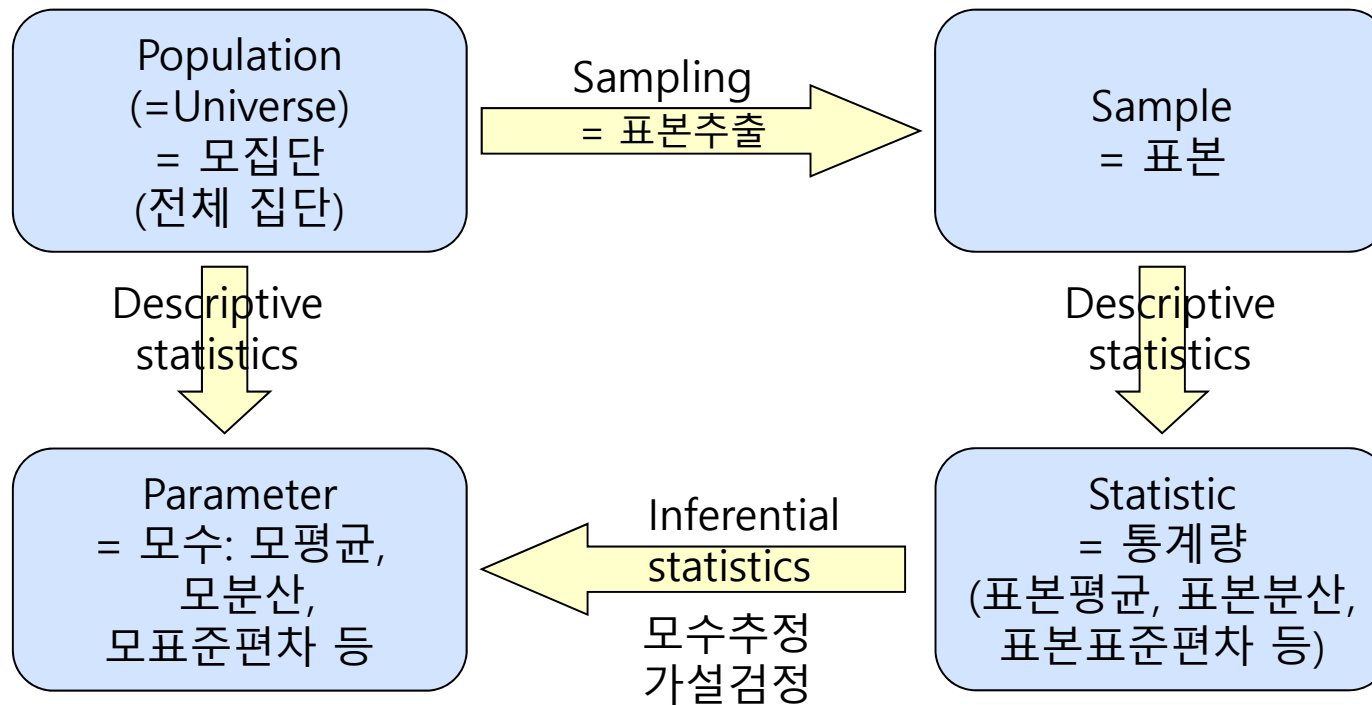 Population
(=Universe)
= 모집단
(전체 집단)
Sampling
= 표본추출
Sample
= 표본
Descriptive
statistics
Descriptive
statistics
Parameter
= 모수: 모평균,
모분산,
모표준편차 등
Inferential
statistics
모수추정
가설검정
Statistic
= 통계량
(표본평균, 표본분산,
표본표준편차 등)